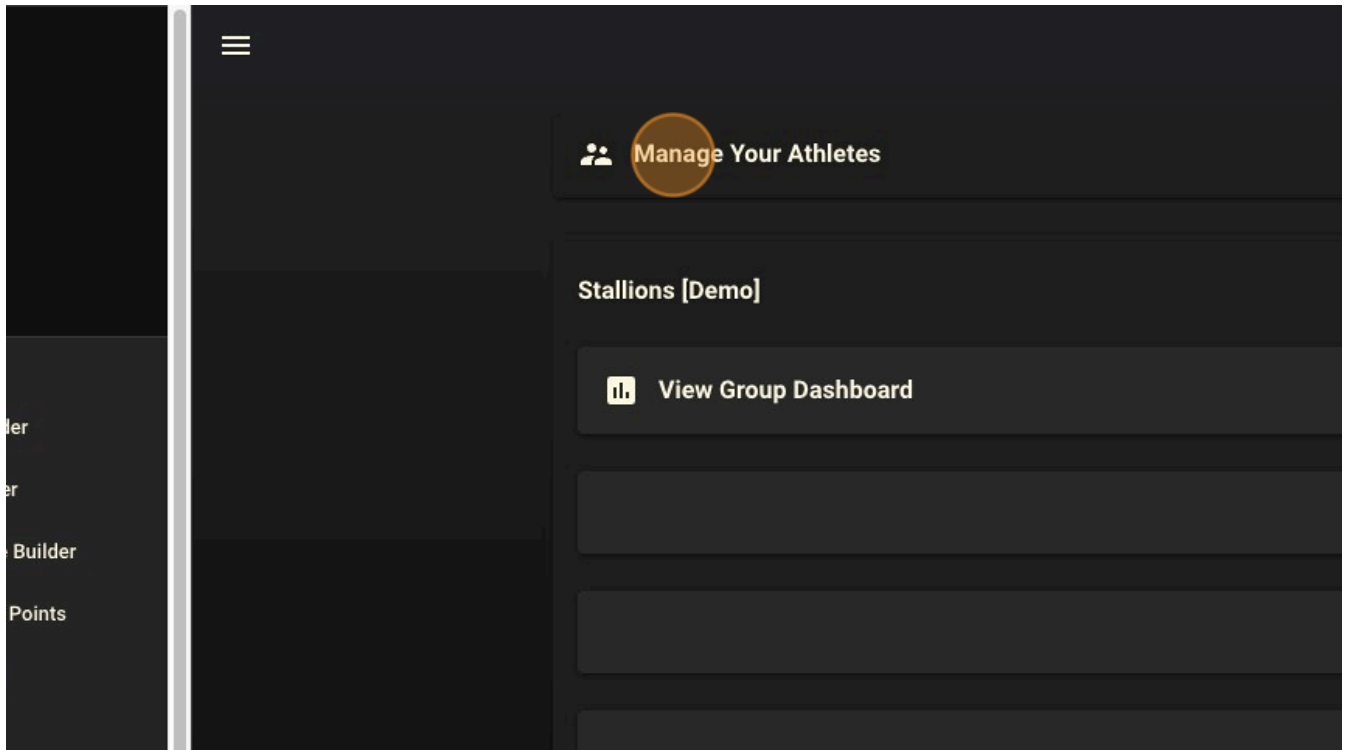 Manage Your Athletes
Stallions [Demo]
View Group Dashboard
Builder
Points